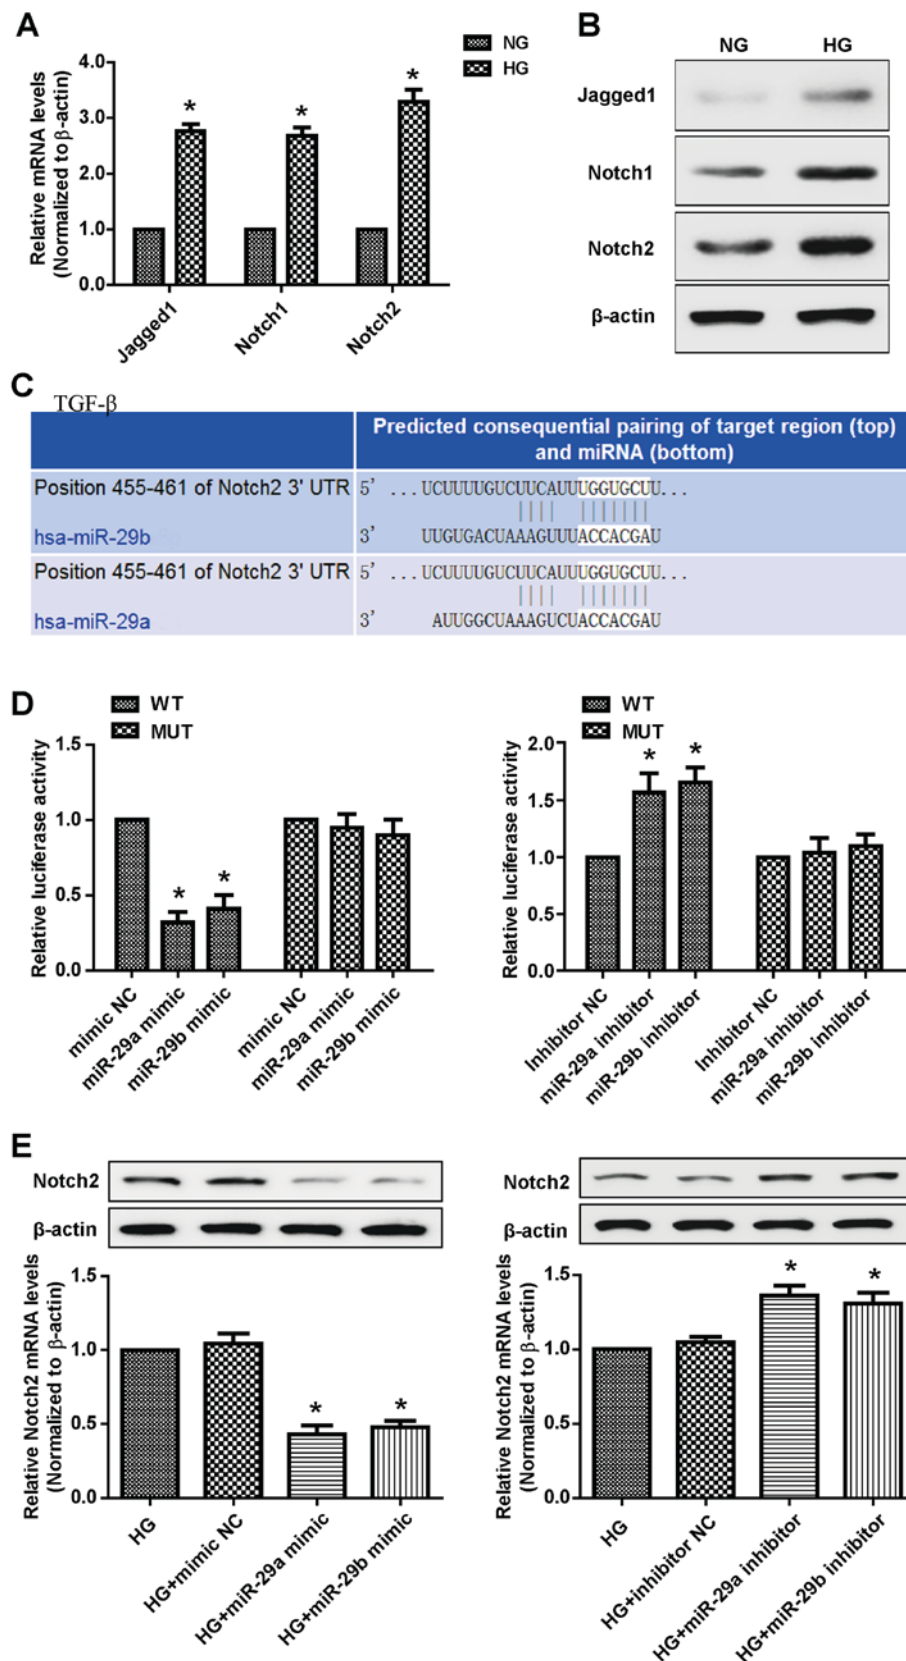 A
NG
HG
Relative mRNA levels
(Normalized to β-actin)
4.0
3.0
2.0
1.0
0.0
*
*
*
Jagged1
Notch1
Notch2
B
NG HG
Jagged1
Notch1
Notch2
β-actin
C
TGF-β
Predicted consequential pairing of target region (top)
and miRNA (bottom)
Position 455-461 of Notch2 3' UTR 5' ...UCUUUUGUCUUCAUUUGGUGCUU...
hsa-miR-29b 3' UUGUGACUAAAGUUUACCACGAU
Position 455-461 of Notch2 3' UTR 5' ...UCUUUUGUCUUCAUUUGGUGCUU...
hsa-miR-29a 3' AUUGGCUAAAGUCUACCACGAU
D
WT
MUT
Relative luciferase activity
1.5
1.0
0.5
0.0
*
*
mimic NC
miR-29a mimic
miR-29b mimic
mimic NC
miR-29a mimic
miR-29b mimic
WT
MUT
Relative luciferase activity
2.0
1.5
1.0
0.5
0.0
*
*
Inhibitor NC
miR-29a inhibitor
miR-29b inhibitor
Inhibitor NC
miR-29a inhibitor
miR-29b inhibitor
E
Notch2
β-actin
Relative Notch2 mRNA levels
(Normalized to β-actin)
1.5
1.0
0.5
0.0
*
*
HG
HG+mimic NC
HG+miR-29a mimic
HG+miR-29b mimic
Notch2
β-actin
Relative Notch2 mRNA levels
(Normalized to β-actin)
1.5
1.0
0.5
0.0
*
*
HG
HG+inhibitor NC
HG+miR-29a inhibitor
HG+miR-29b inhibitor